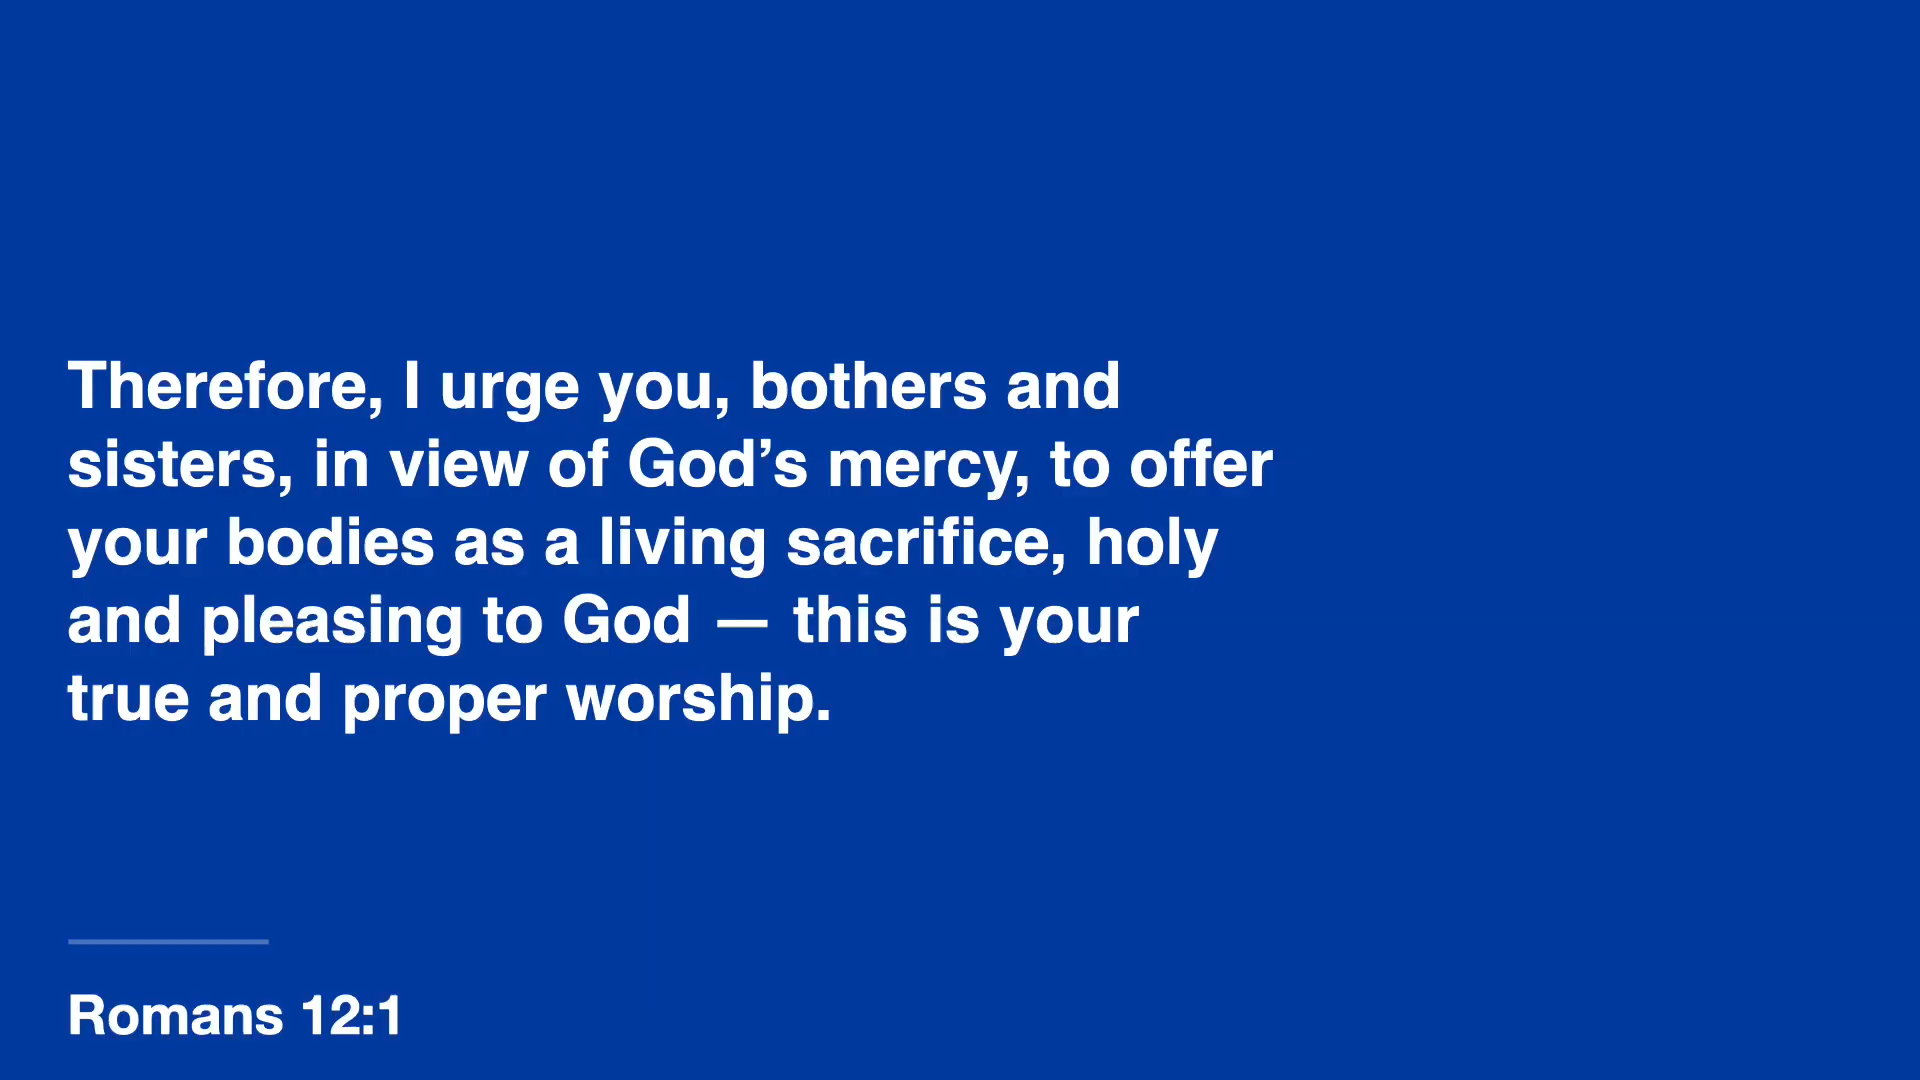 Therefore, I urge you, bothers and
sisters, in view of God’s mercy, to offer
your bodies as a living sacrifice, holy
and pleasing to God — this is your
true and proper worship.
Romans 12:1